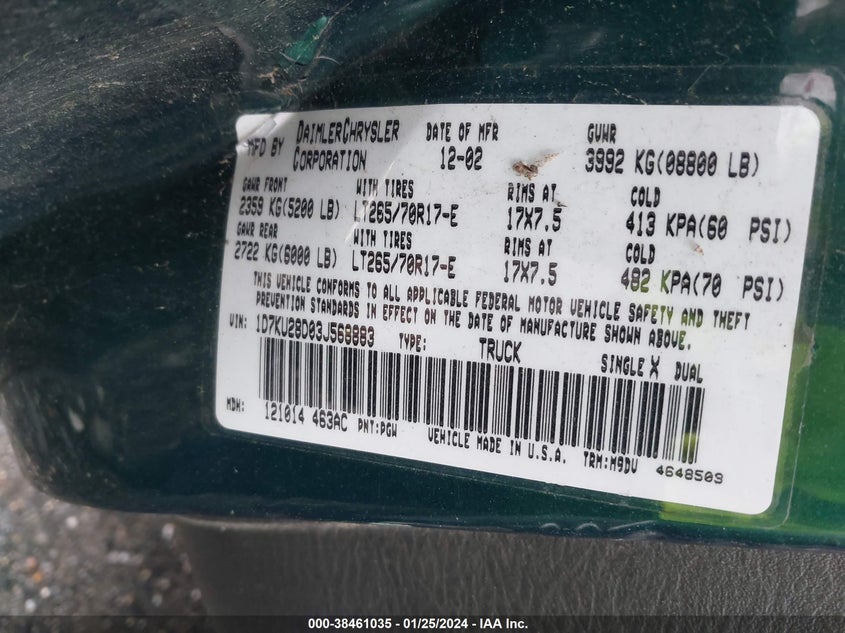 MFD BY DAIMLERCHRYSLER CORPORATION DATE OF MFR 12-02 GVWR 3992 KG(08800 LB)
GAWR FRONT WITH TIRES RIMS AT COLD
2359 KG(5200 LB) LT265/70R17-E 17X7.5 413 KPA(60 PSI)
GAWR REAR WITH TIRES RIMS AT COLD
2722 KG(6000 LB) LT265/70R17-E 17X7.5 482 KPA(70 PSI)
THIS VEHICLE CONFORMS TO ALL APPLICABLE FEDERAL MOTOR VEHICLE SAFETY AND THEFT
PREVENTION STANDARDS IN EFFECT ON THE DATE OF MANUFACTURE SHOWN ABOVE.
VIN: 1D7KU28D03J568883 TYPE: TRUCK SINGLE X DUAL
MDH: 121014 463AC PNT:PGW VEHICLE MADE IN U.S.A. TRM:M9DV 4648503
000-38461035 - 01/25/2024 - IAA Inc.